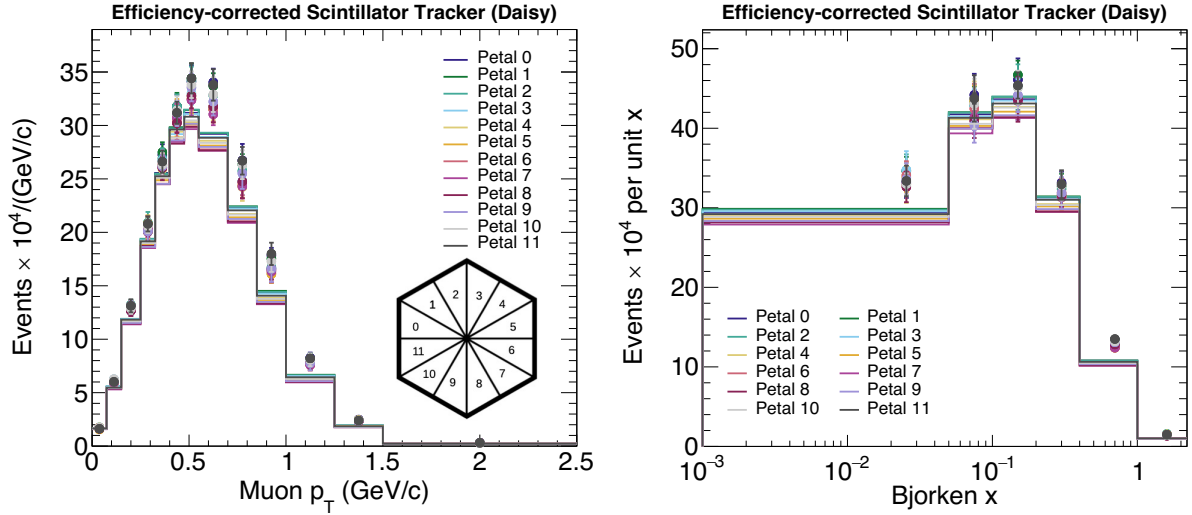 Efficiency-corrected Scintillator Tracker (Daisy)
Events × 10⁴/(GeV/c)
35
30
25
20
15
10
5
0
Petal 0
Petal 1
Petal 2
Petal 3
Petal 4
Petal 5
Petal 6
Petal 7
Petal 8
Petal 9
Petal 10
Petal 11
1
2
3
4
0
5
11
6
10
9
8
7
0
0.5
1.0
1.5
2.0
2.5
Muon p_T (GeV/c)
Efficiency-corrected Scintillator Tracker (Daisy)
Events × 10⁴ per unit x
50
40
30
20
10
0
Petal 0 Petal 1
Petal 2 Petal 3
Petal 4 Petal 5
Petal 6 Petal 7
Petal 8 Petal 9
Petal 10 Petal 11
10⁻³
10⁻²
10⁻¹
1
Bjorken x